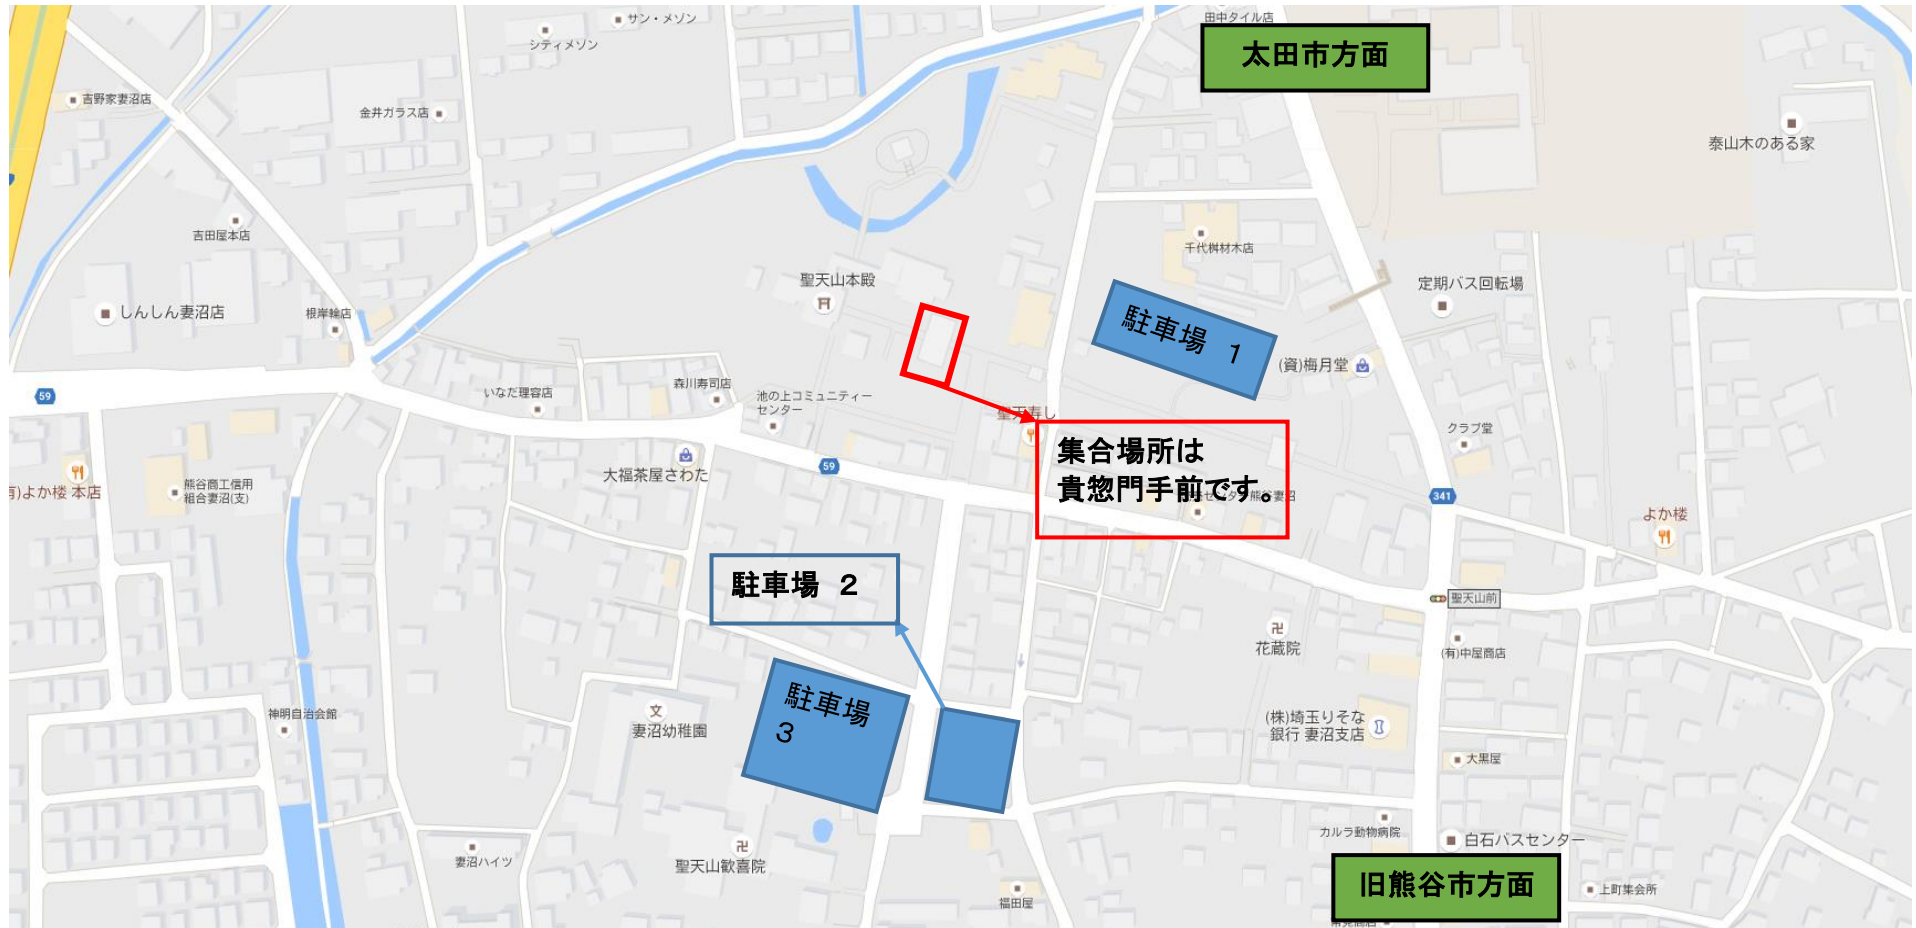 サン・メゾン
シティメゾン
田中タイル店
太田市方面
吉野家妻沼店
金井ガラス店
泰山木のある家
吉田屋本店
千代桝材木店
聖天山本殿
定期バス回転場
しんしん妻沼店
根岸輪店
駐車場 1
(資)梅月堂
59
いなだ理容店
森川寿司店
池の上コミュニティー
センター
聖天寿し
クラブ堂
集合場所は
貴惣門手前です。
熊谷妻沼
大福茶屋さわた
59
有)よか楼 本店
熊谷商工信用
組合妻沼(支)
341
よか楼
駐車場 2
聖天山前
花蔵院
(有)中屋商店
駐車場
3
妻沼幼稚園
神明自治会館
(株)埼玉りそな
銀行 妻沼支店
大黒屋
カルラ動物病院
白石バスセンター
妻沼ハイツ
聖天山歓喜院
旧熊谷市方面
上町集会所
福田屋